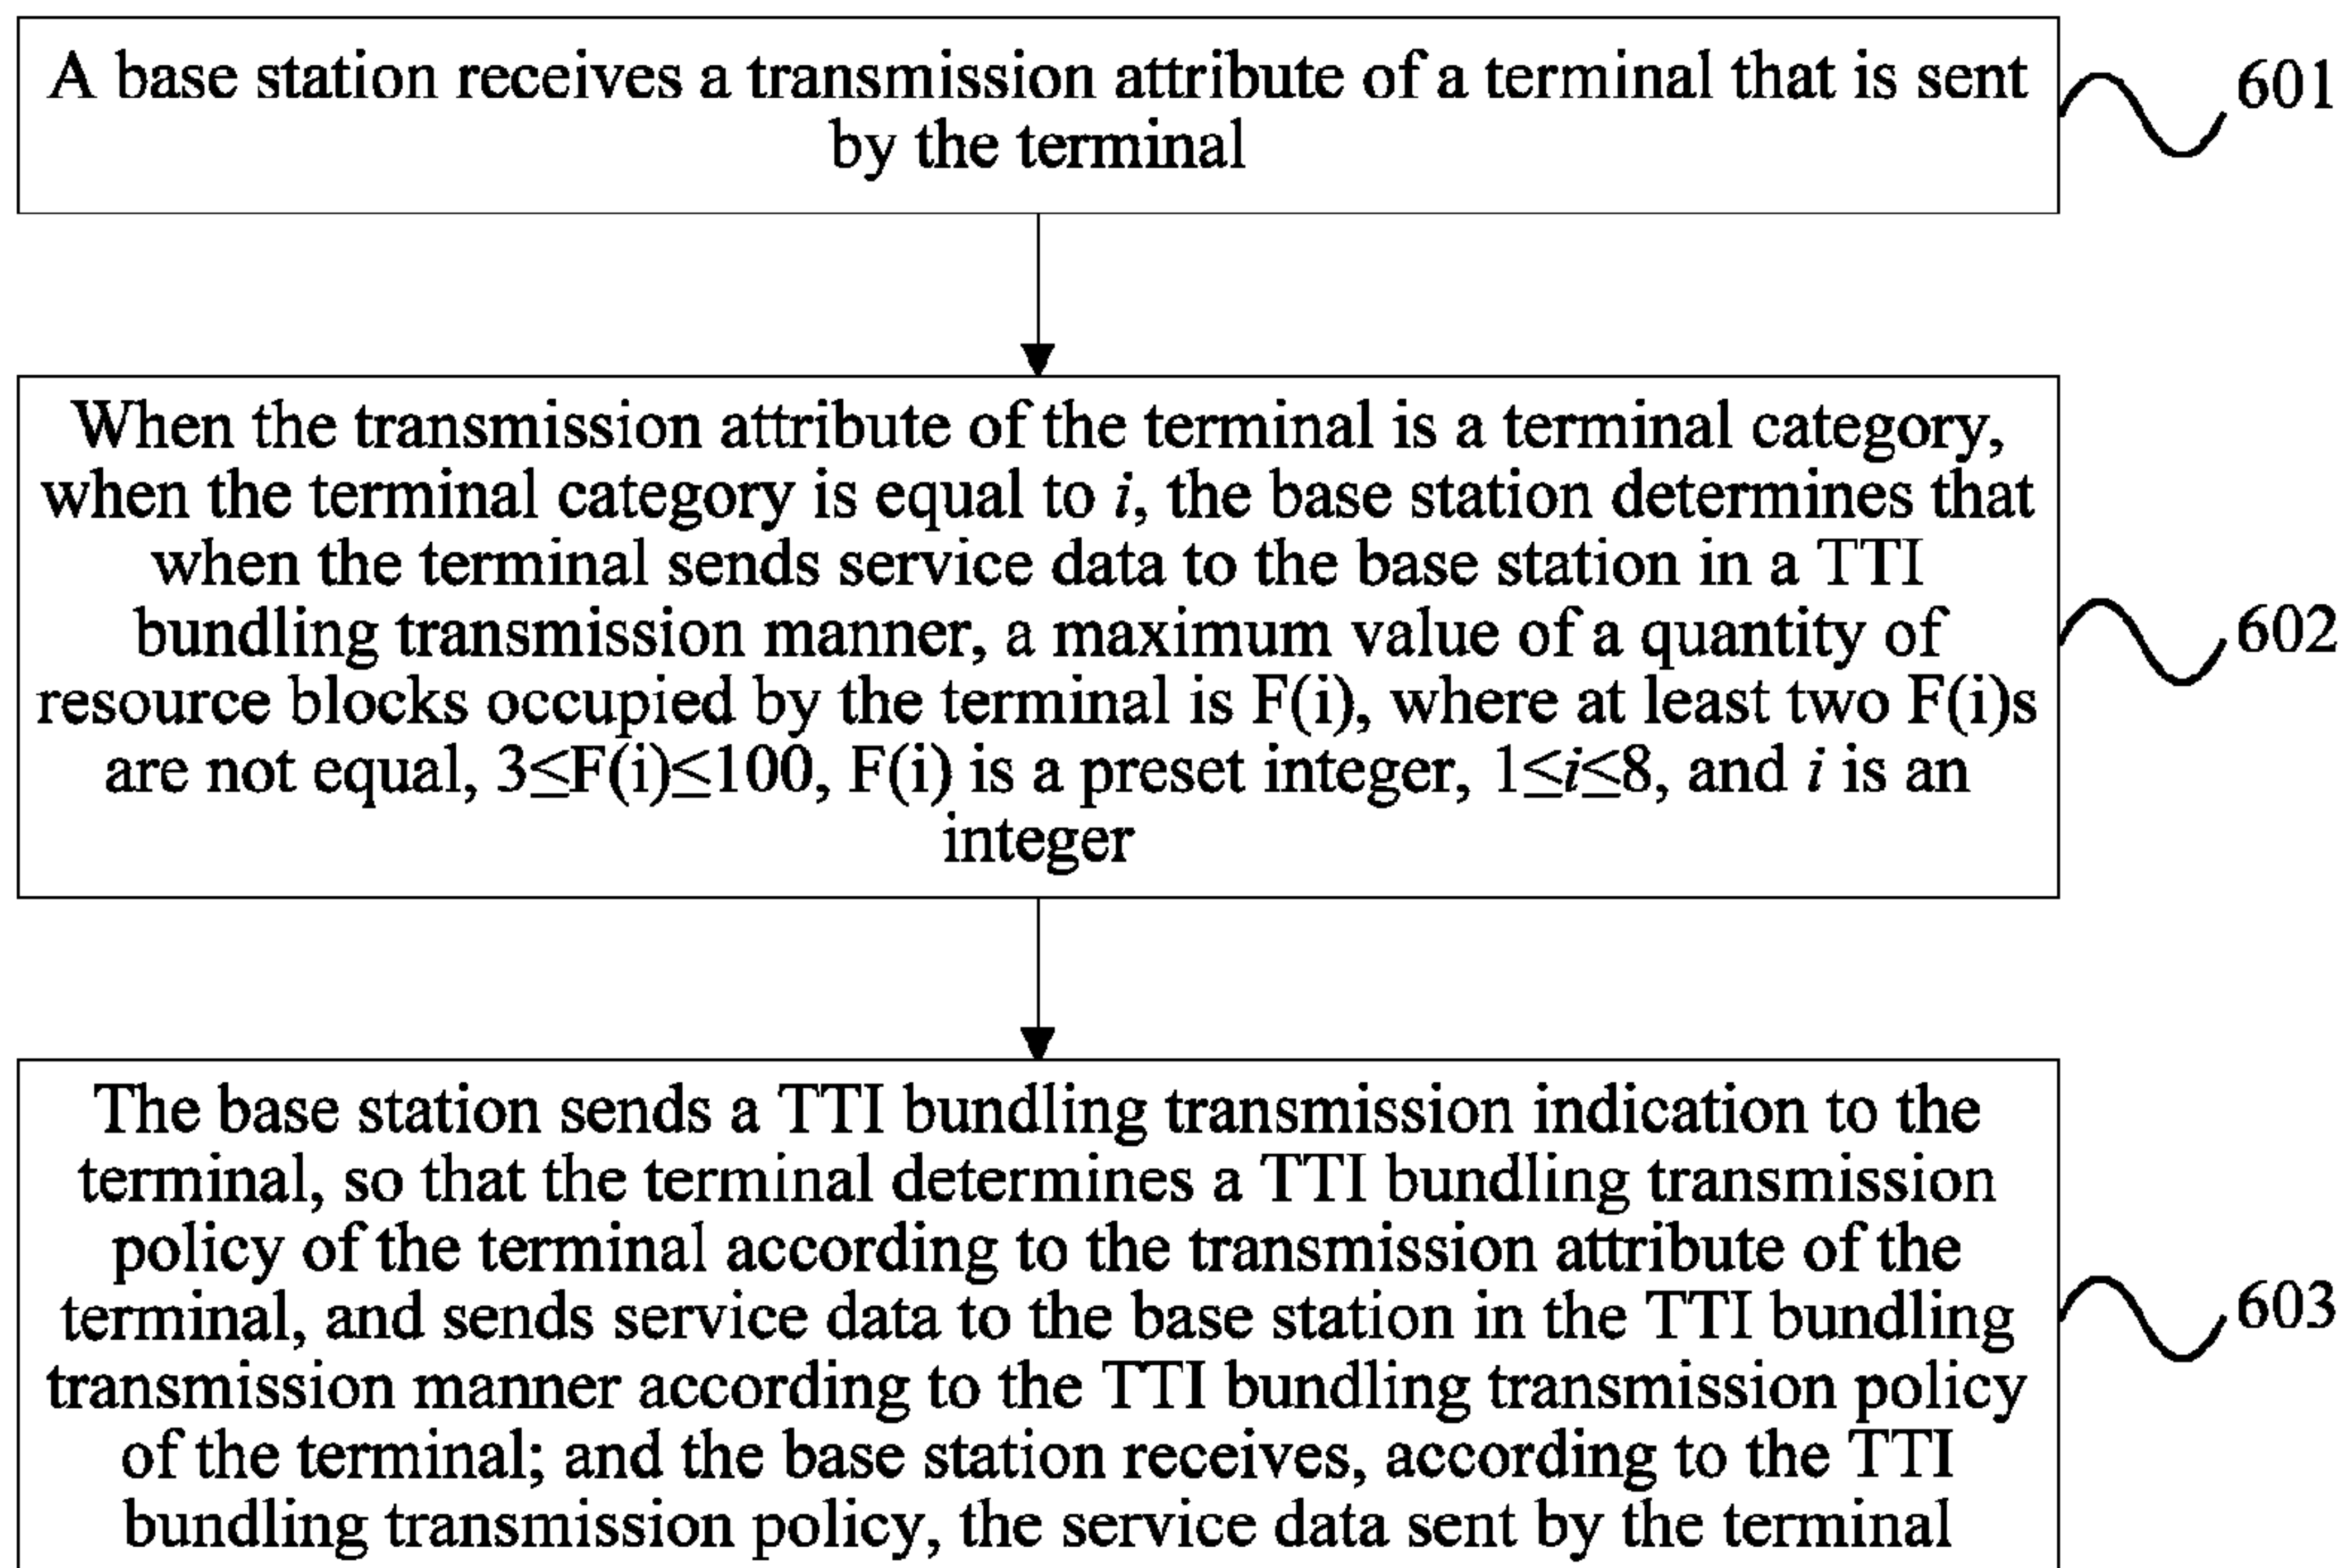 A base station receives a transmission attribute of a terminal that is sent
by the terminal
601
When the transmission attribute of the terminal is a terminal category,
when the terminal category is equal to i, the base station determines that
when the terminal sends service data to the base station in a TTI
bundling transmission manner, a maximum value of a quantity of
resource blocks occupied by the terminal is F(i), where at least two F(i)s
are not equal, 3≤F(i)≤100, F(i) is a preset integer, 1≤i≤8, and i is an
integer
602
The base station sends a TTI bundling transmission indication to the
terminal, so that the terminal determines a TTI bundling transmission
policy of the terminal according to the transmission attribute of the
terminal, and sends service data to the base station in the TTI bundling
transmission manner according to the TTI bundling transmission policy
of the terminal; and the base station receives, according to the TTI
bundling transmission policy, the service data sent by the terminal
603